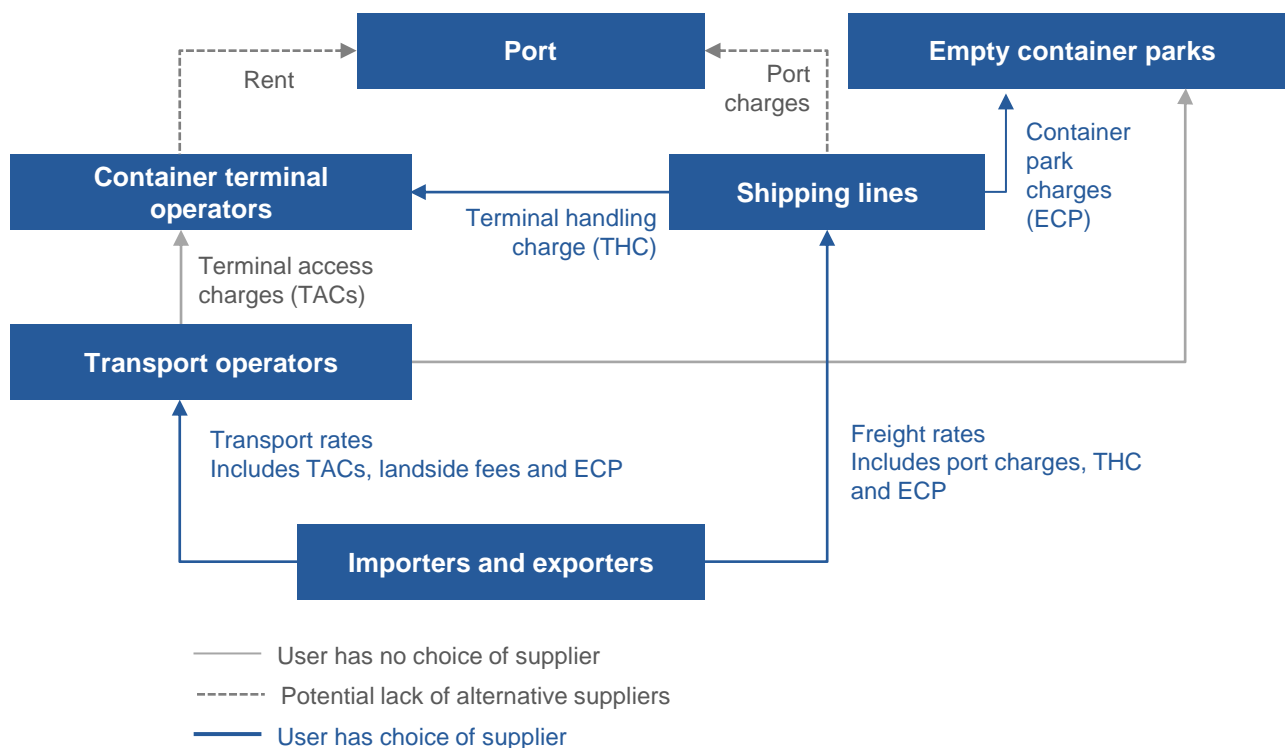 Port
Empty container parks
Rent
Port
charges
Container
park
charges
(ECP)
Container terminal
operators
Shipping lines
Terminal handling
charge (THC)
Terminal access
charges (TACs)
Transport operators
Transport rates
Includes TACs, landside fees and ECP
Freight rates
Includes port charges, THC
and ECP
Importers and exporters
User has no choice of supplier
Potential lack of alternative suppliers
User has choice of supplier